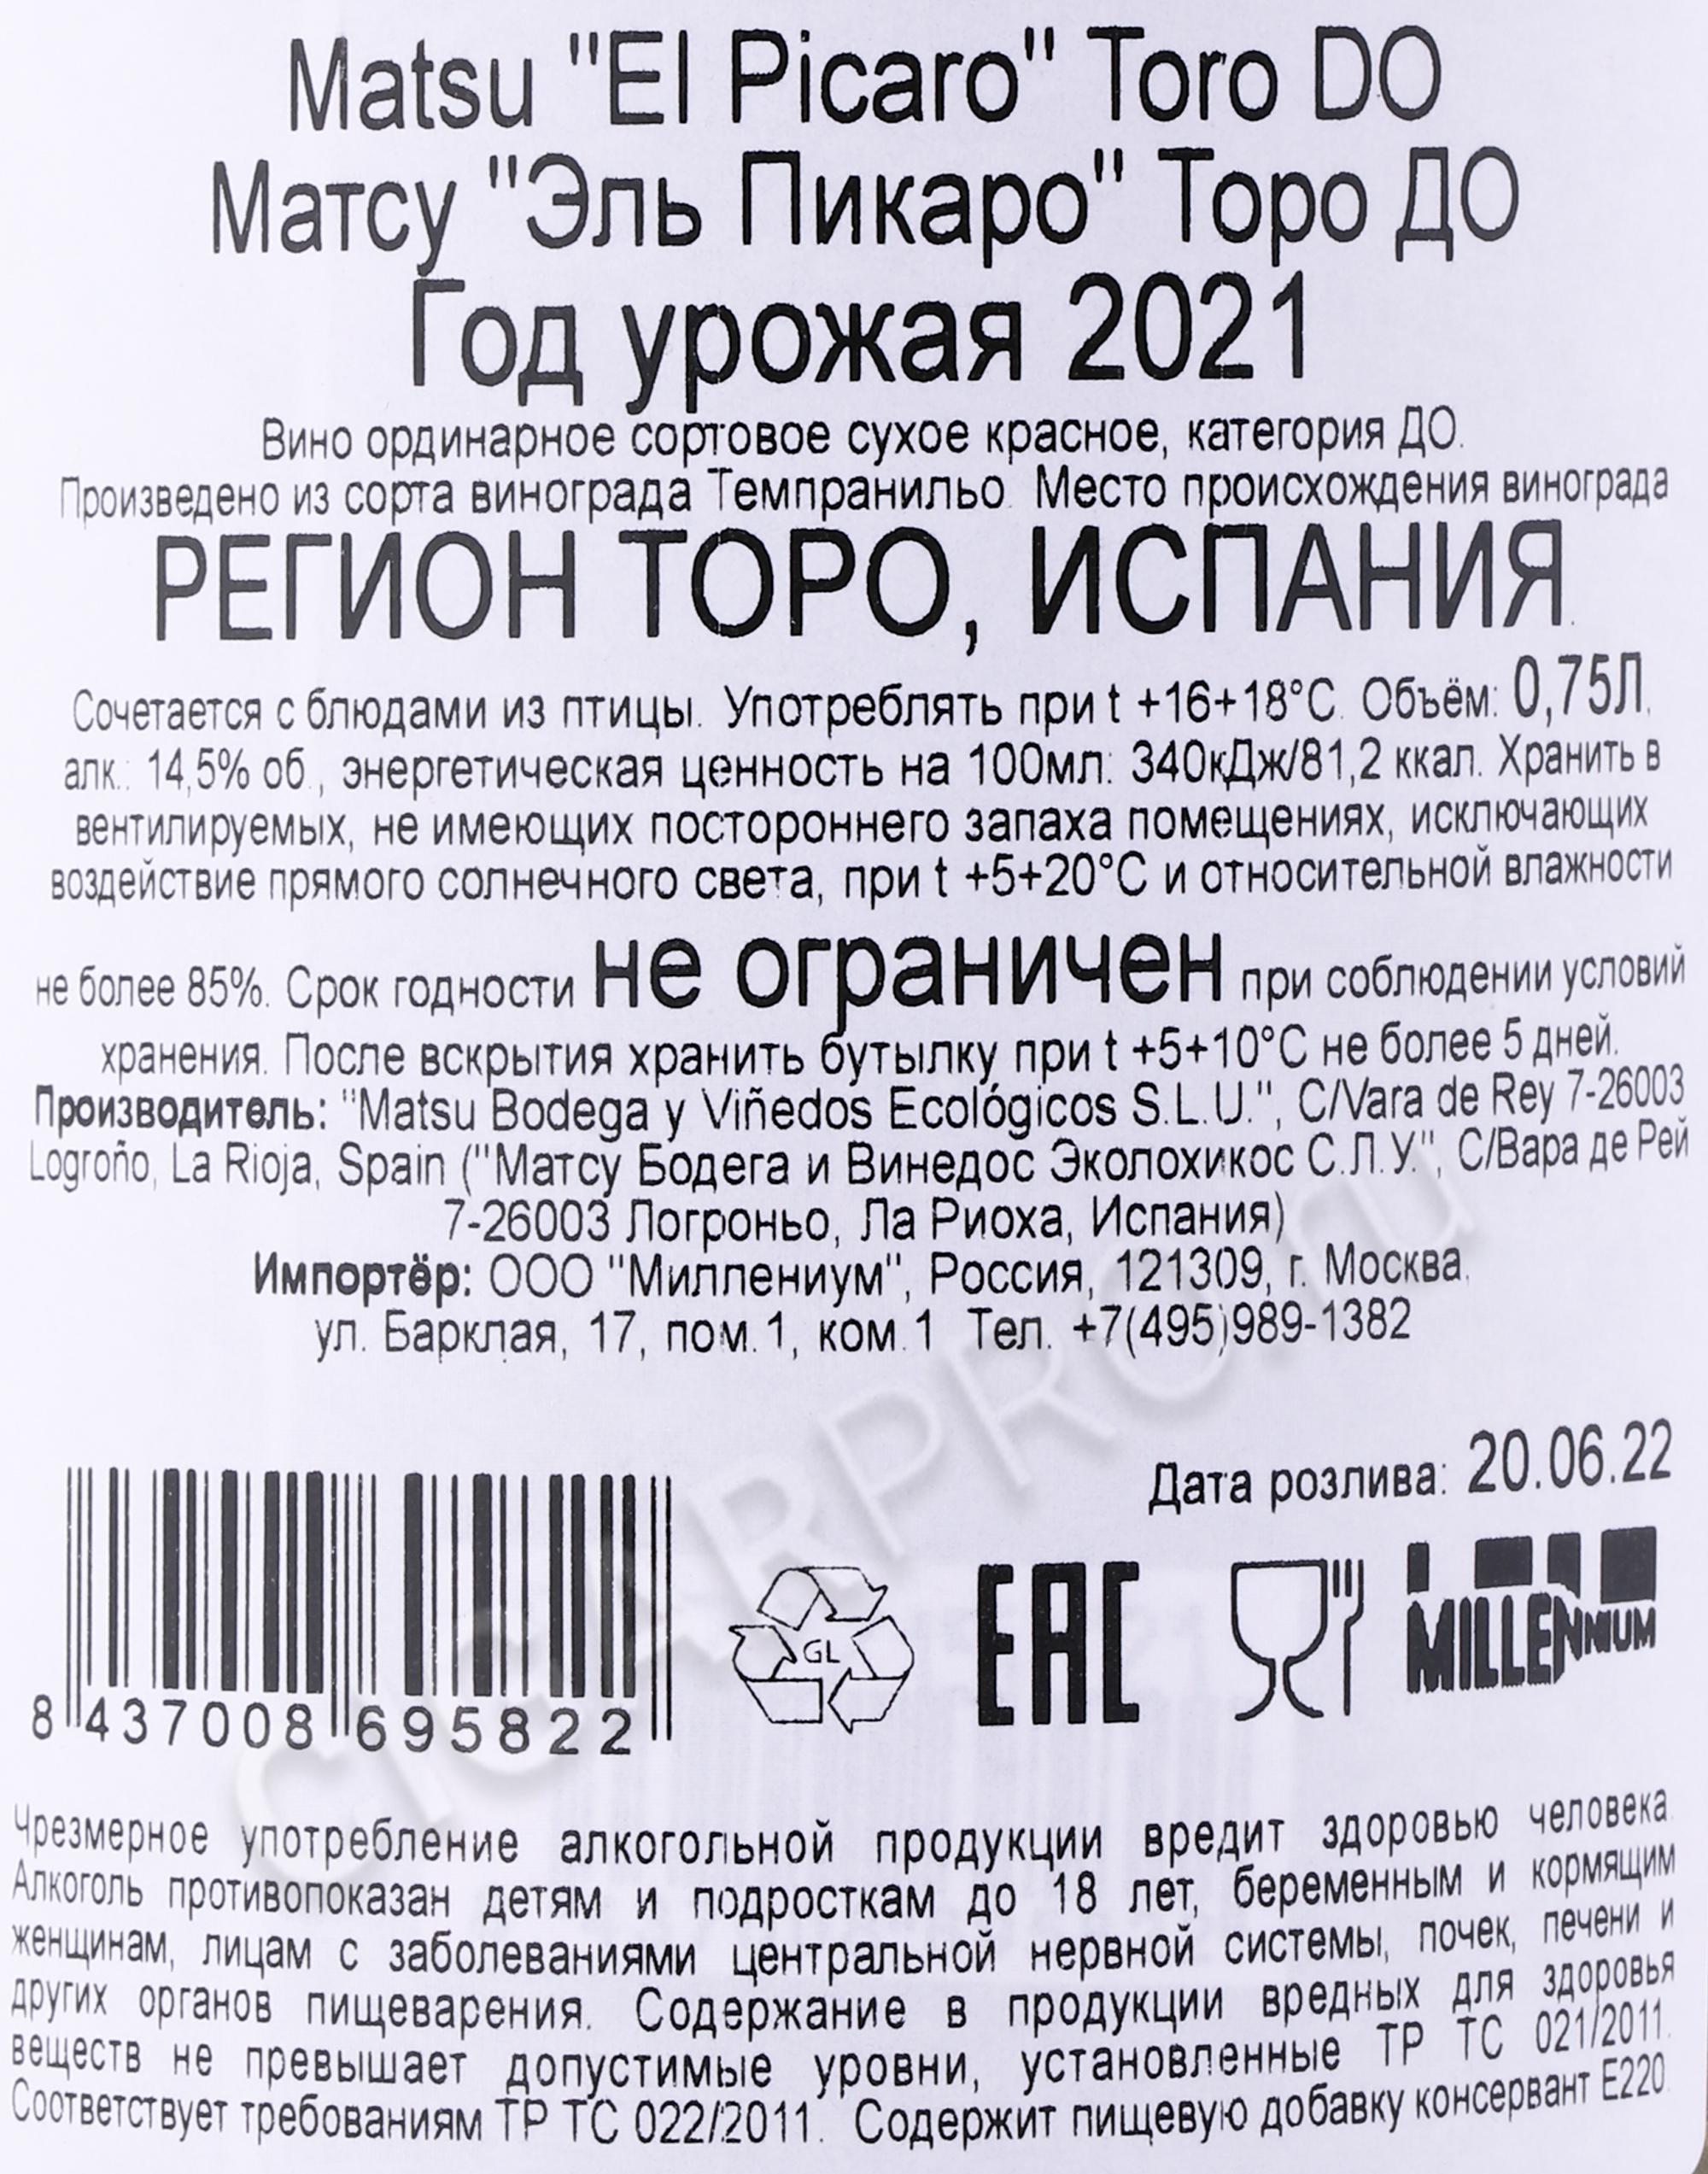 Matsu "El Picaro" Toro DO
Матсу "Эль Пикаро" Торо ДО
Год урожая 2021
Вино ординарное сортовое сухое красное, категория ДО.
Произведено из сорта винограда Темпранильо. Место происхождения винограда
РЕГИОН ТОРО, ИСПАНИЯ.
Сочетается с блюдами из птицы. Употреблять при t +16+18°C. Объём: 0,75Л,
алк.: 14,5% об., энергетическая ценность на 100мл: 340кДж/81,2 ккал. Хранить в
вентилируемых, не имеющих постороннего запаха помещениях, исключающих
воздействие прямого солнечного света, при t +5+20°C и относительной влажности
не более 85%. Срок годности не ограничен при соблюдении условий
хранения. После вскрытия хранить бутылку при t +5+10°C не более 5 дней.
Производитель: "Matsu Bodega y Viñedos Ecológicos S.L.U.", C/Vara de Rey 7-26003
Logroño, La Rioja, Spain ("Матсу Бодега и Винедос Эколохикос С.Л.У.", С/Вара де Рей
7-26003 Логроньо, Ла Риоха, Испания)
Импортёр: ООО "Миллениум", Россия, 121309, г. Москва,
ул. Барклая, 17, пом.1, ком.1 Тел. +7(495)989-1382
Дата розлива: 20.06.22
8 437008 695822
GL
EAC
MILLENNIUM
CIGARPRO.ru
Чрезмерное употребление алкогольной продукции вредит здоровью человека.
Алкоголь противопоказан детям и подросткам до 18 лет, беременным и кормящим
женщинам, лицам с заболеваниями центральной нервной системы, почек, печени и
других органов пищеварения. Содержание в продукции вредных для здоровья
веществ не превышает допустимые уровни, установленные ТР ТС 021/2011.
Соответствует требованиям ТР ТС 022/2011. Содержит пищевую добавку консервант Е220.